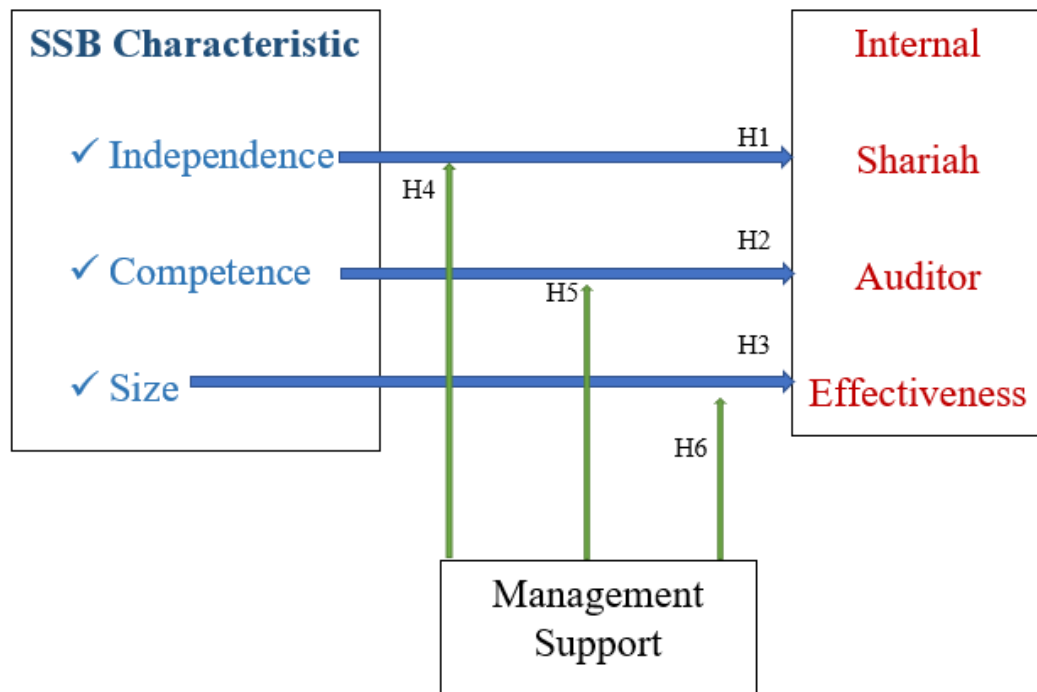 SSB Characteristic
✓ Independence
✓ Competence
✓ Size
H1
H2
H3
H4
H5
H6
Internal
Shariah
Auditor
Effectiveness
Management
Support